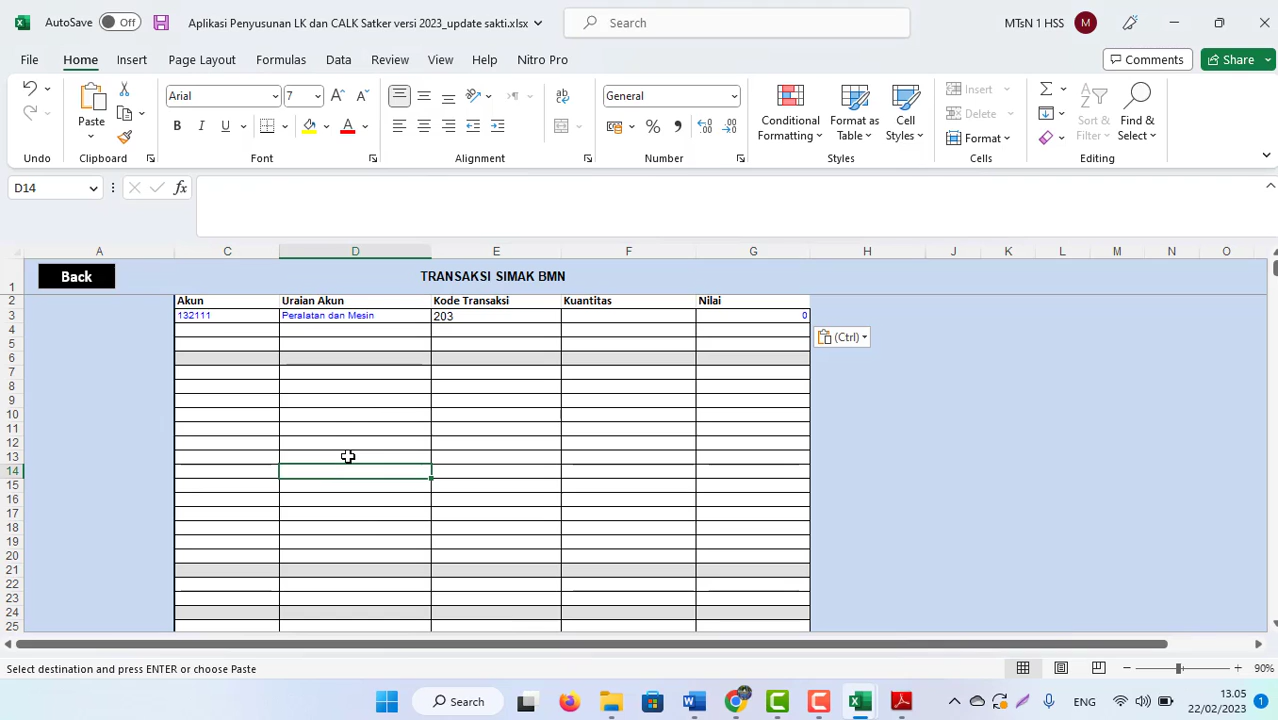 AutoSave Off Aplikasi Penyusunan LK dan CALK Satker versi 2023_update sakti.xlsx Search MTsN 1 HSS M
File Home Insert Page Layout Formulas Data Review View Help Nitro Pro Comments Share
Arial 7 General
Paste B I U Conditional Formatting Format as Table Cell Styles Insert Delete Format Sort & Filter Find & Select
Undo Clipboard Font Alignment Number Styles Cells Editing
D14 fx
A C D E F G H J K L M N O
1 Back TRANSAKSI SIMAK BMN
2 Akun Uraian Akun Kode Transaksi Kuantitas Nilai
3 132111 Peralatan dan Mesin 203 0
4 (Ctrl)
5
6
7
8
9
10
11
12
13
14
15
16
17
18
19
20
21
22
23
24
25
Select destination and press ENTER or choose Paste 90%
Search ENG 13.05
22/02/2023 1